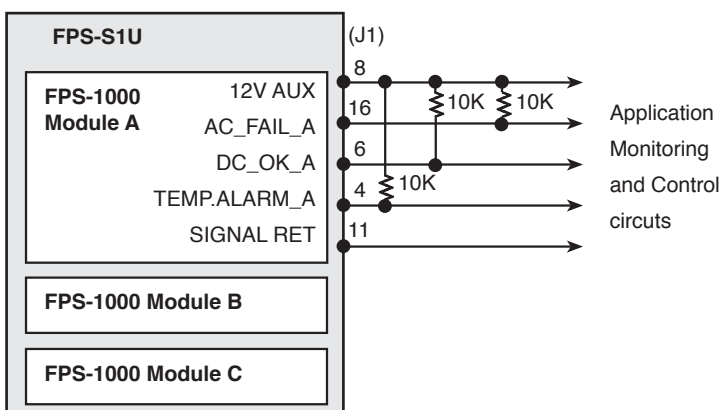 FPS-S1U
(J1)
FPS-1000
Module A
12V AUX
8
AC_FAIL_A
16
DC_OK_A
6
TEMP.ALARM_A
4
SIGNAL RET
11
10K
10K
10K
Application
Monitoring
and Control
circuts
FPS-1000 Module B
FPS-1000 Module C